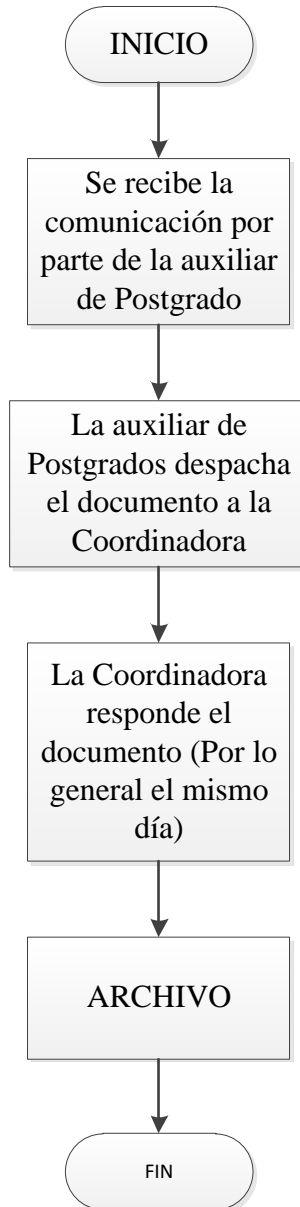 INICIO
Se recibe la
comunicación por
parte de la auxiliar
de Postgrado
La auxiliar de
Postgrados despacha
el documento a la
Coordinadora
La Coordinadora
responde el
documento (Por lo
general el mismo
día)
ARCHIVO
FIN